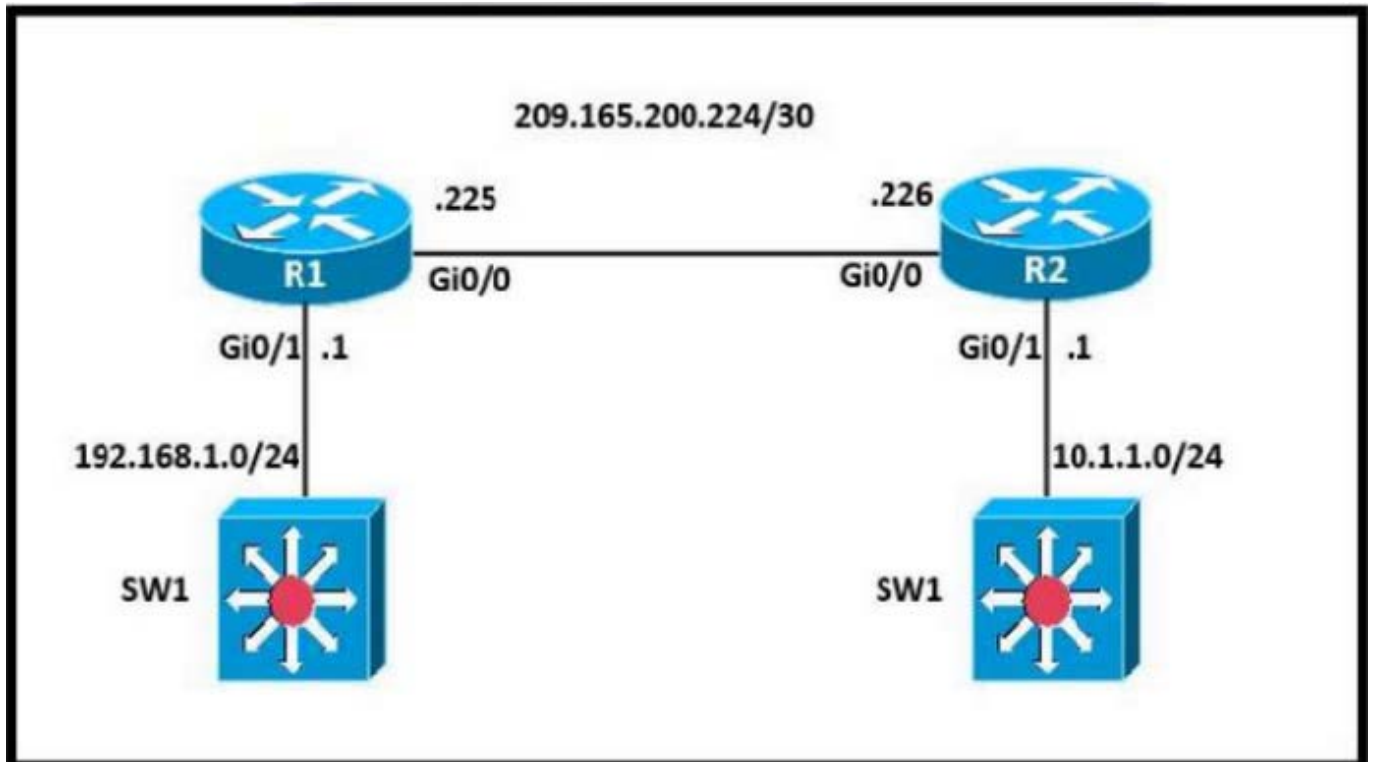 209.165.200.224/30
.225
.226
R1
R2
Gi0/0
Gi0/0
Gi0/1 .1
Gi0/1 .1
192.168.1.0/24
10.1.1.0/24
SW1
SW1